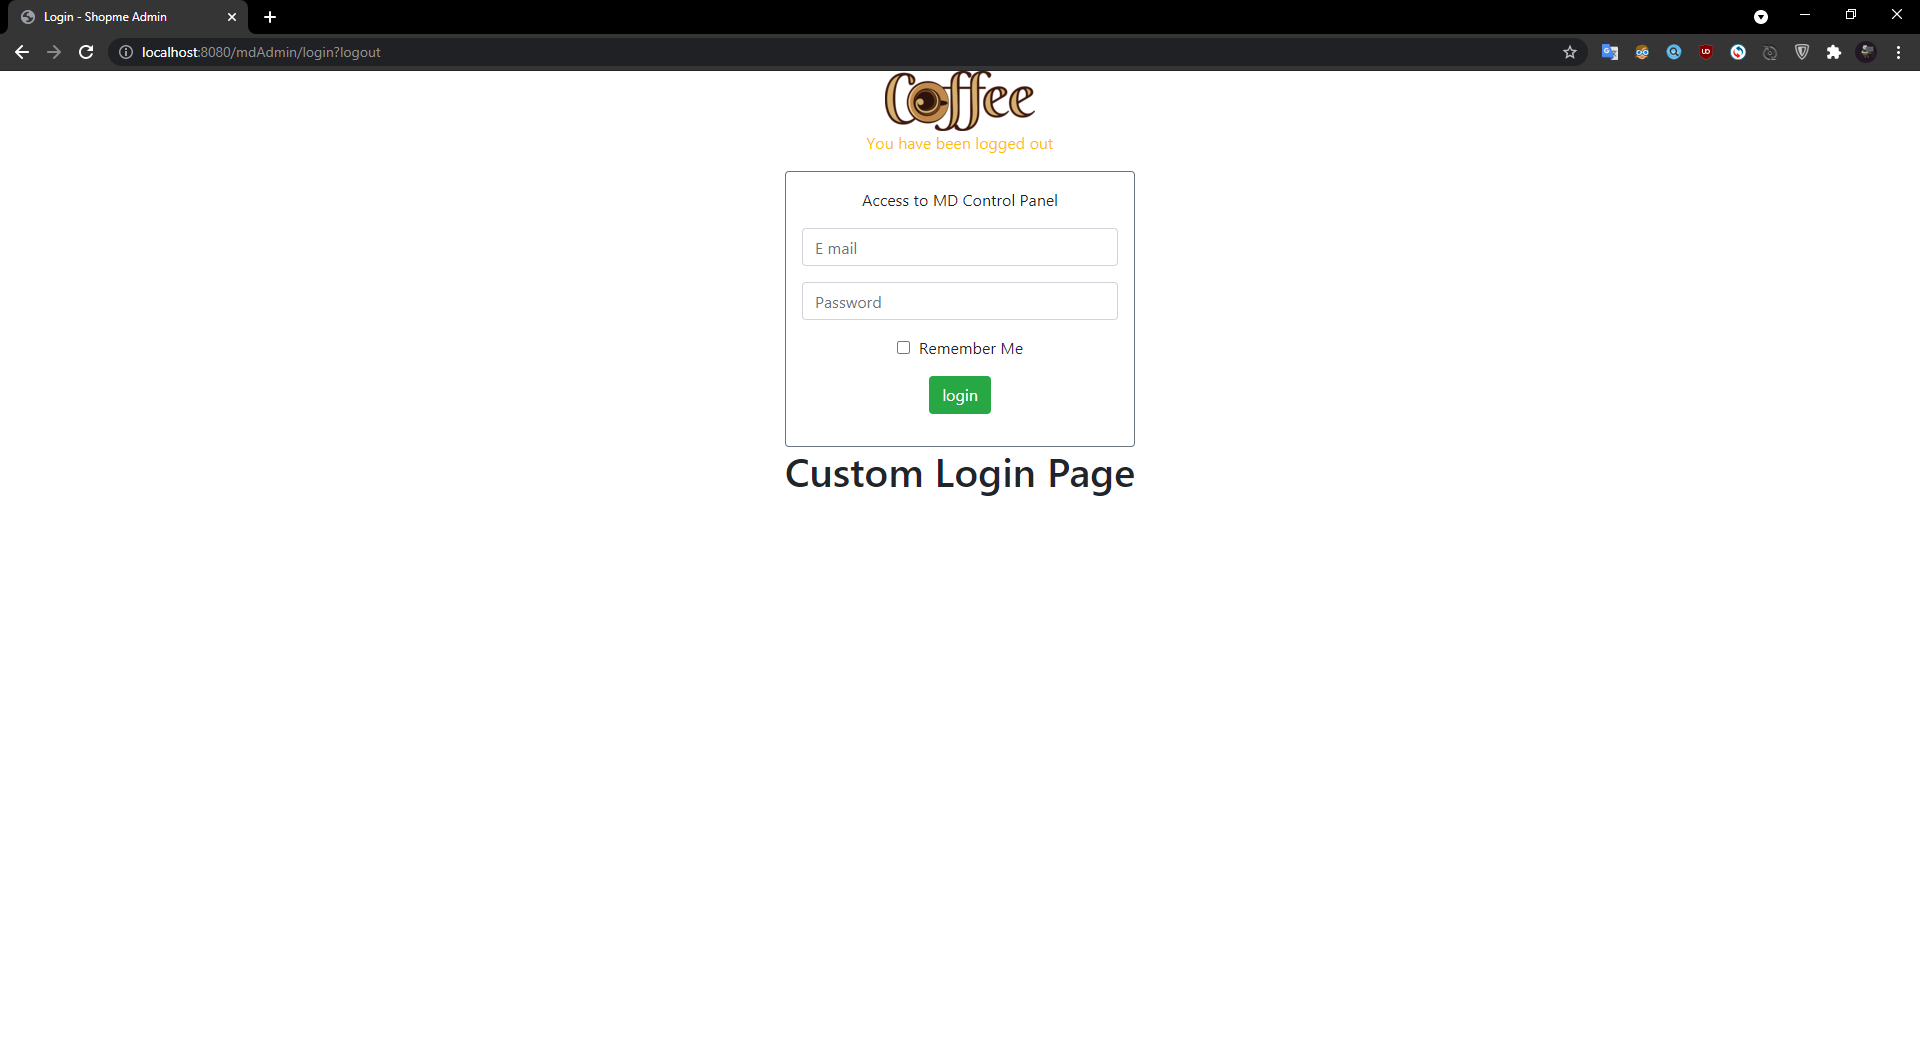 Login - Shopme Admin
localhost:8080/mdAdmin/login?logout
Coffee
You have been logged out
Access to MD Control Panel
E mail
Password
Remember Me
login
Custom Login Page